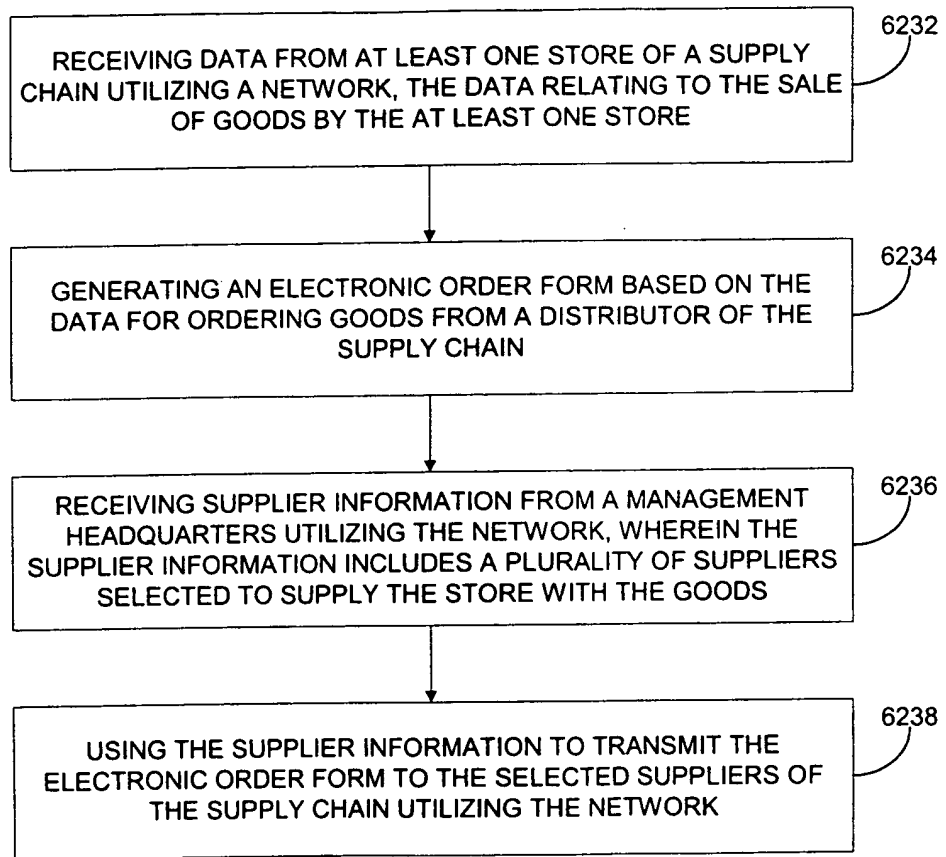 6232
RECEIVING DATA FROM AT LEAST ONE STORE OF A SUPPLY
CHAIN UTILIZING A NETWORK, THE DATA RELATING TO THE SALE
OF GOODS BY THE AT LEAST ONE STORE
6234
GENERATING AN ELECTRONIC ORDER FORM BASED ON THE
DATA FOR ORDERING GOODS FROM A DISTRIBUTOR OF THE
SUPPLY CHAIN
6236
RECEIVING SUPPLIER INFORMATION FROM A MANAGEMENT
HEADQUARTERS UTILIZING THE NETWORK, WHEREIN THE
SUPPLIER INFORMATION INCLUDES A PLURALITY OF SUPPLIERS
SELECTED TO SUPPLY THE STORE WITH THE GOODS
6238
USING THE SUPPLIER INFORMATION TO TRANSMIT THE
ELECTRONIC ORDER FORM TO THE SELECTED SUPPLIERS OF
THE SUPPLY CHAIN UTILIZING THE NETWORK